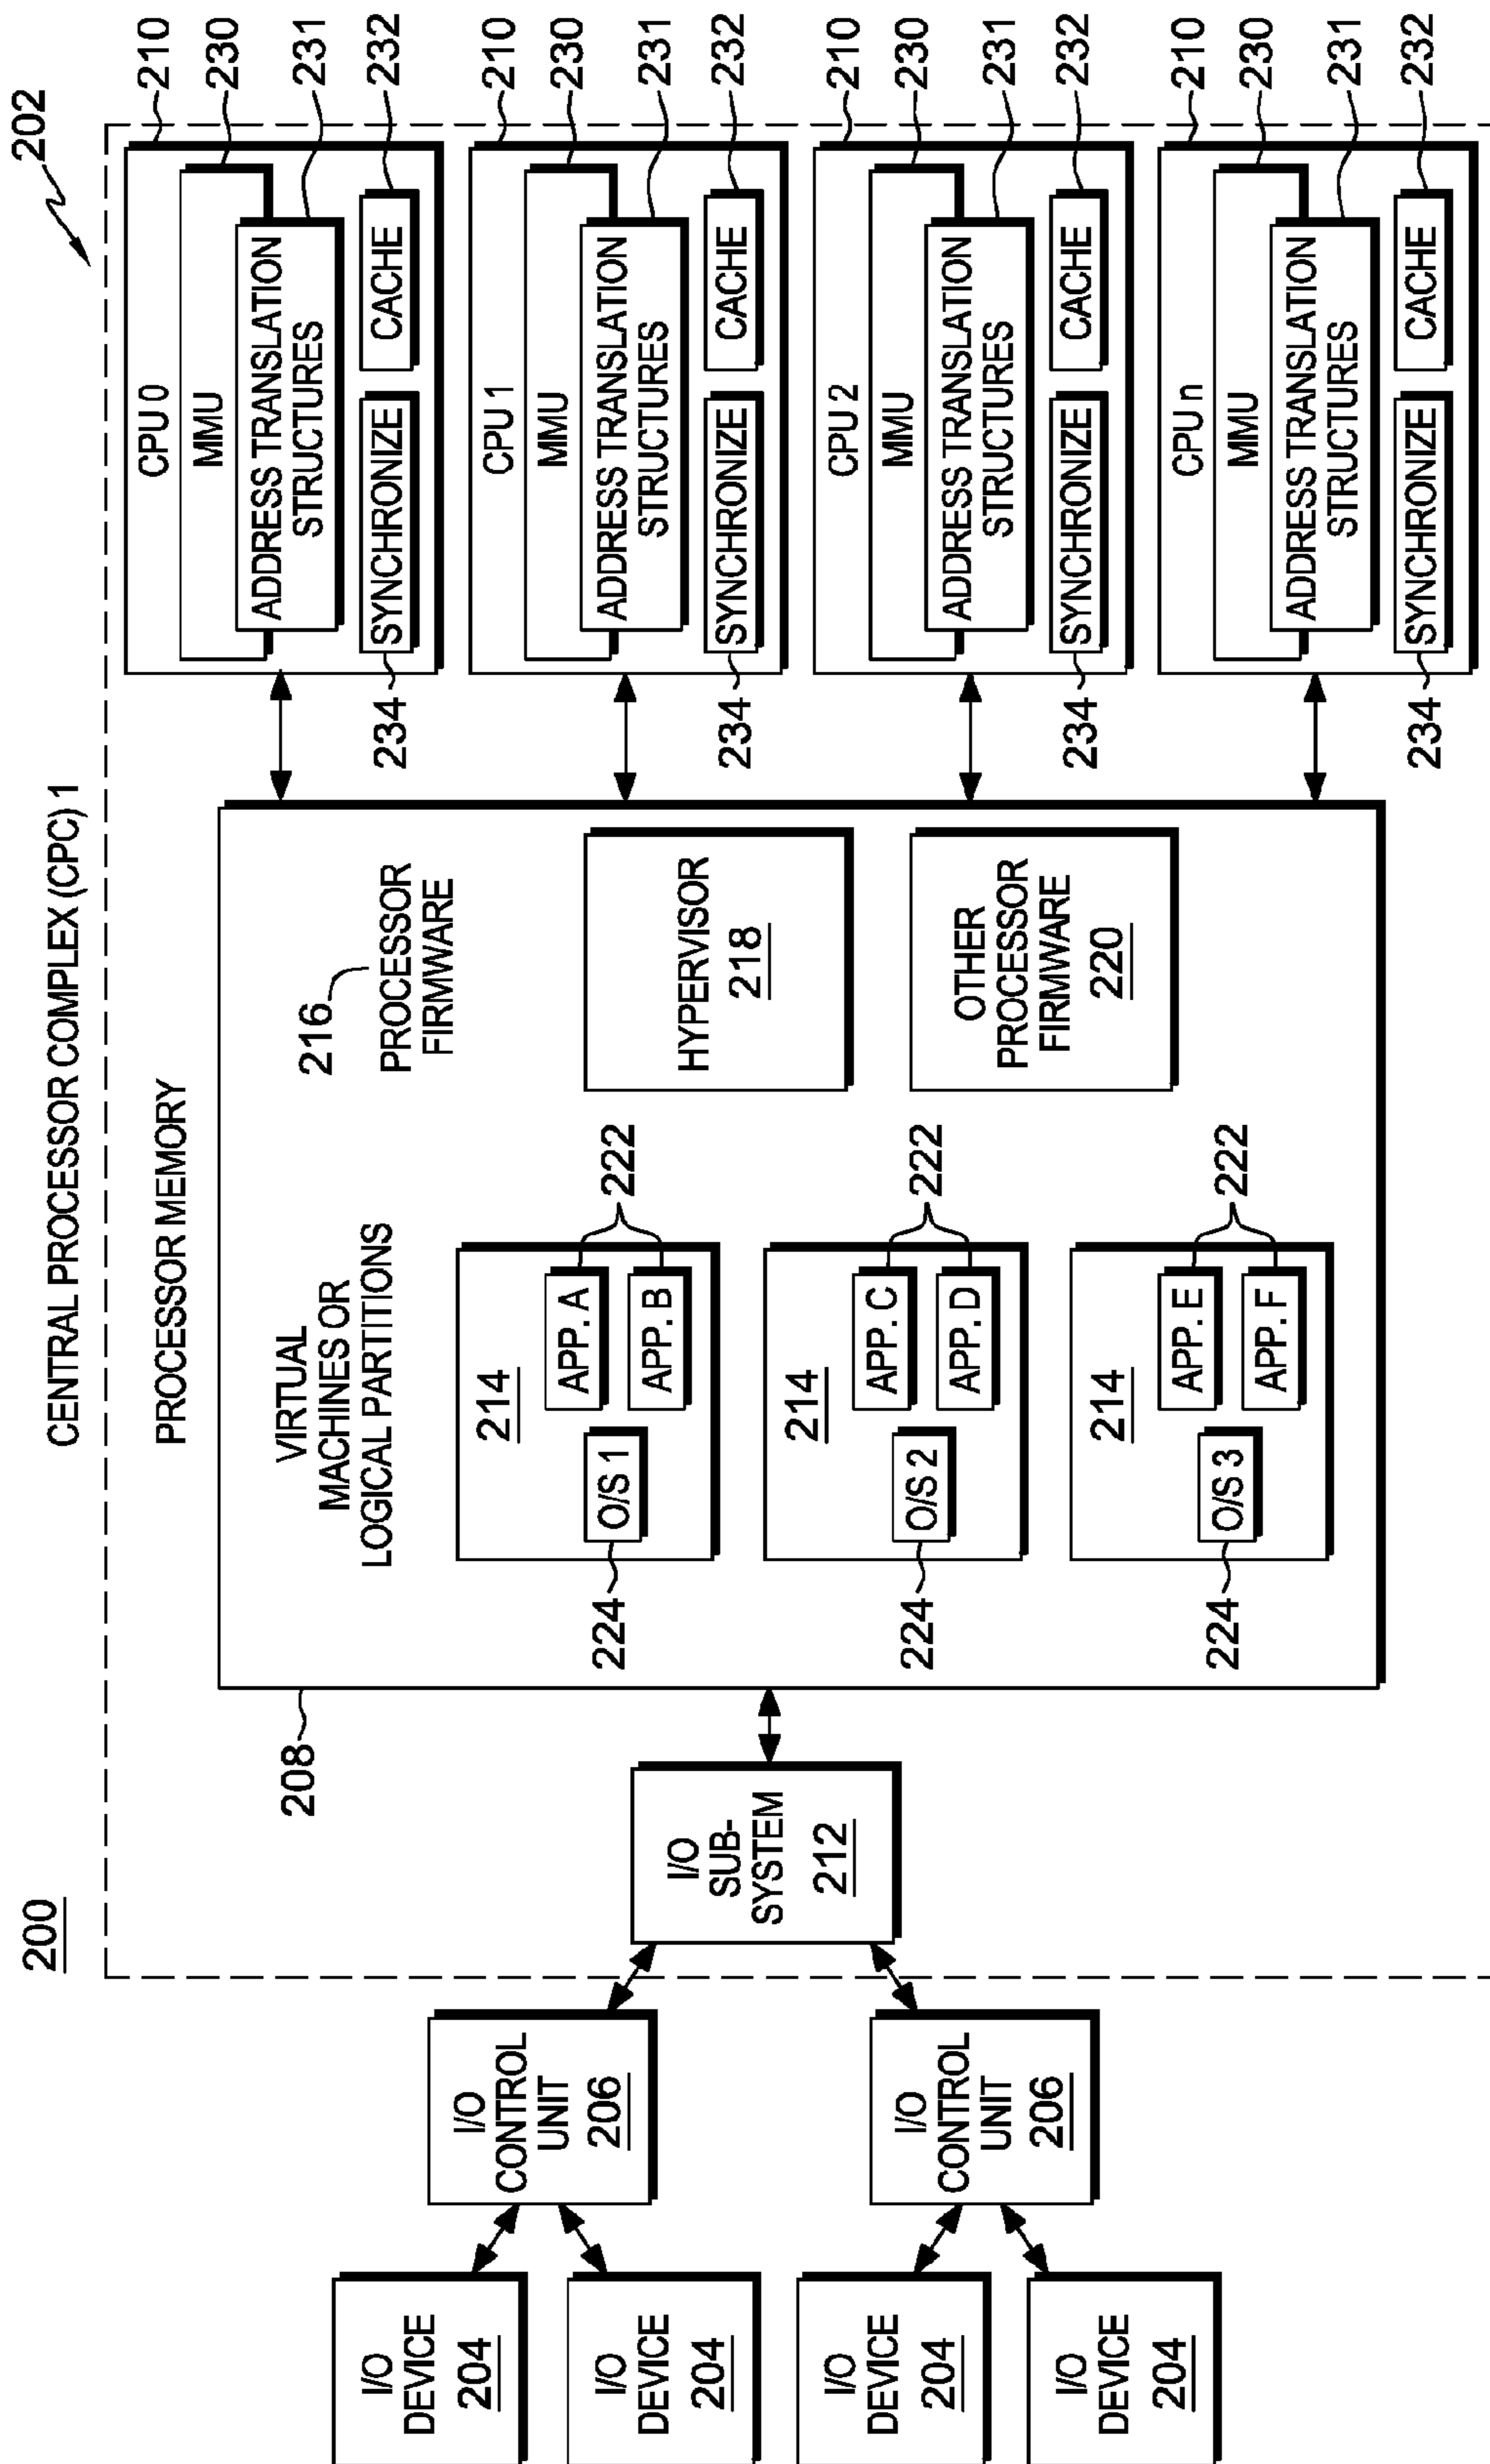 200
CENTRAL PROCESSOR COMPLEX (CPC) 1
202
I/O
DEVICE
204
I/O
DEVICE
204
I/O
DEVICE
204
I/O
DEVICE
204
I/O
CONTROL
UNIT
206
I/O
CONTROL
UNIT
206
I/O
SUB-
SYSTEM
212
208
PROCESSOR MEMORY
VIRTUAL
MACHINES OR
LOGICAL PARTITIONS
214
O/S 1
APP. A
APP. B
224
222
214
O/S 2
APP. C
APP. D
224
222
214
O/S 3
APP. E
APP. F
224
222
216
PROCESSOR
FIRMWARE
HYPERVISOR
218
OTHER
PROCESSOR
FIRMWARE
220
CPU 0
MMU
ADDRESS TRANSLATION
STRUCTURES
SYNCHRONIZE
CACHE
234
210
230
231
232
CPU 1
MMU
ADDRESS TRANSLATION
STRUCTURES
SYNCHRONIZE
CACHE
234
210
230
231
232
CPU 2
MMU
ADDRESS TRANSLATION
STRUCTURES
SYNCHRONIZE
CACHE
234
210
230
231
232
CPU n
MMU
ADDRESS TRANSLATION
STRUCTURES
SYNCHRONIZE
CACHE
234
210
230
231
232